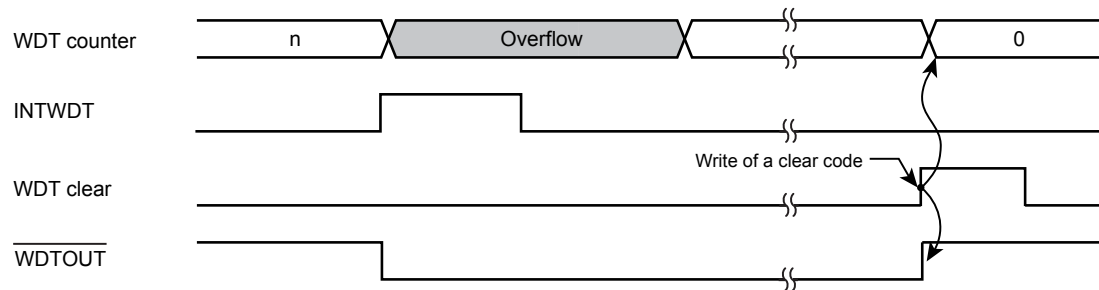 WDT counter
n
Overflow
0
INTWDT
Write of a clear code
WDT clear
WDTOUT